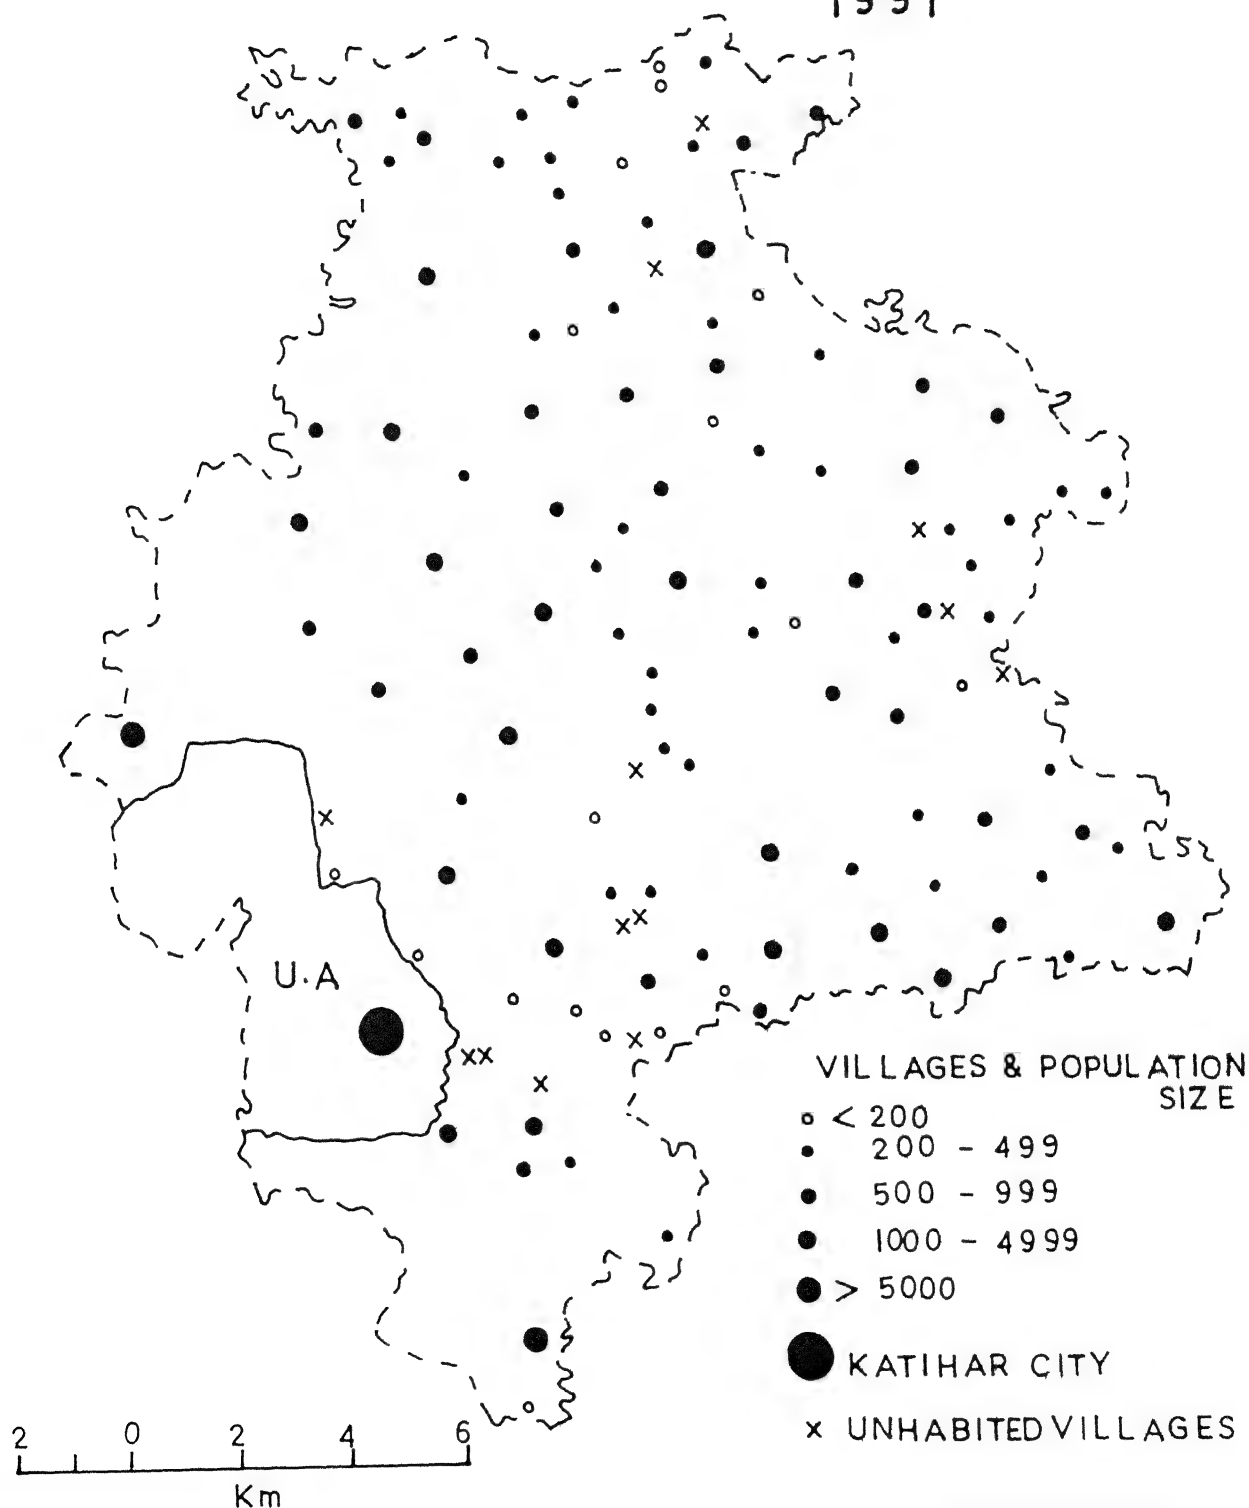 1991
U.A
VILLAGES & POPULATION
SIZE
< 200
200 - 499
500 - 999
1000 - 4999
> 5000
KATIHAR CITY
x UNHABITED VILLAGES
2 0 2 4 6
Km